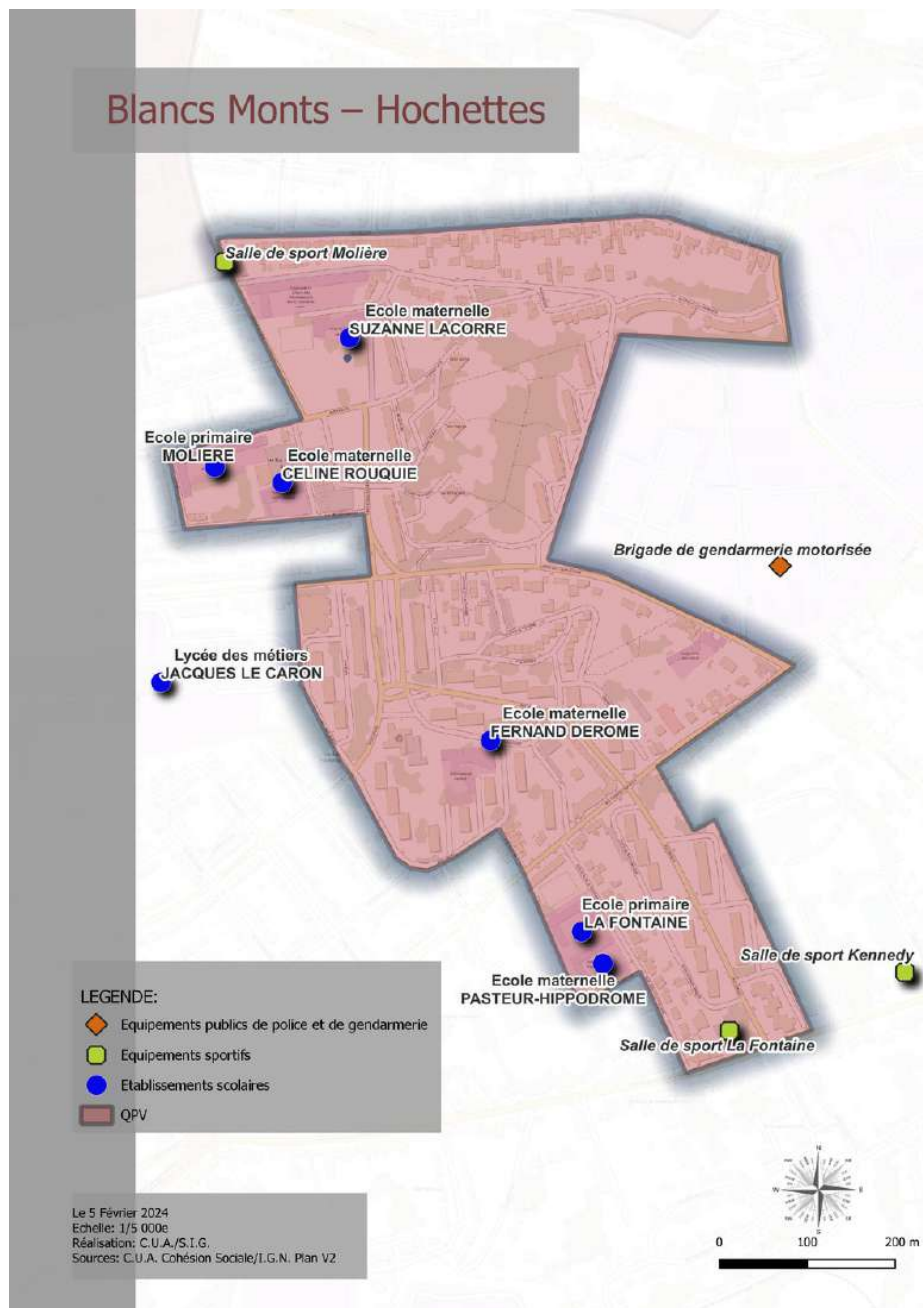 Blancs Monts – Hochettes
Salle de sport Molière
Ecole maternelle
SUZANNE LACORRE
Ecole primaire
MOLIERE
Ecole maternelle
CELINE ROUQUIE
Brigade de gendarmerie motorisée
Lycée des métiers
JACQUES LE CARON
Ecole maternelle
FERNAND DEROME
Ecole primaire
LA FONTAINE
Salle de sport Kennedy
Ecole maternelle
PASTEUR-HIPPODROME
Salle de sport La Fontaine
LEGENDE:
Equipements publics de police et de gendarmerie
Equipements sportifs
Etablissements scolaires
QPV
Le 5 Février 2024
Echelle: 1/5 000e
Réalisation: C.U.A./S.I.G.
Sources: C.U.A. Cohésion Sociale/I.G.N. Plan V2
N
W
E
S
0 100 200 m